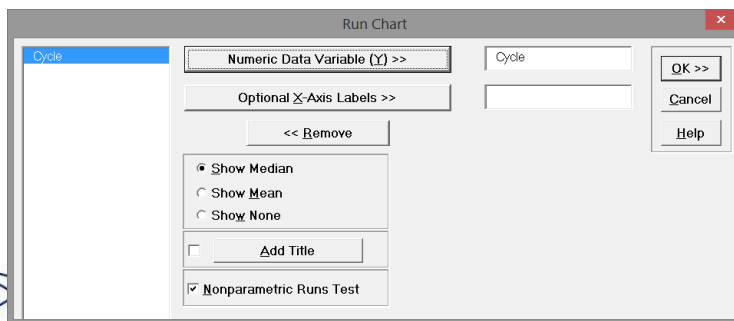 Run Chart
Cycle
Numeric Data Variable (Y) >>
Cycle
OK >>
Optional X-Axis Labels >>
Cancel
<< Remove
Help
Show Median
Show Mean
Show None
Add Title
Nonparametric Runs Test